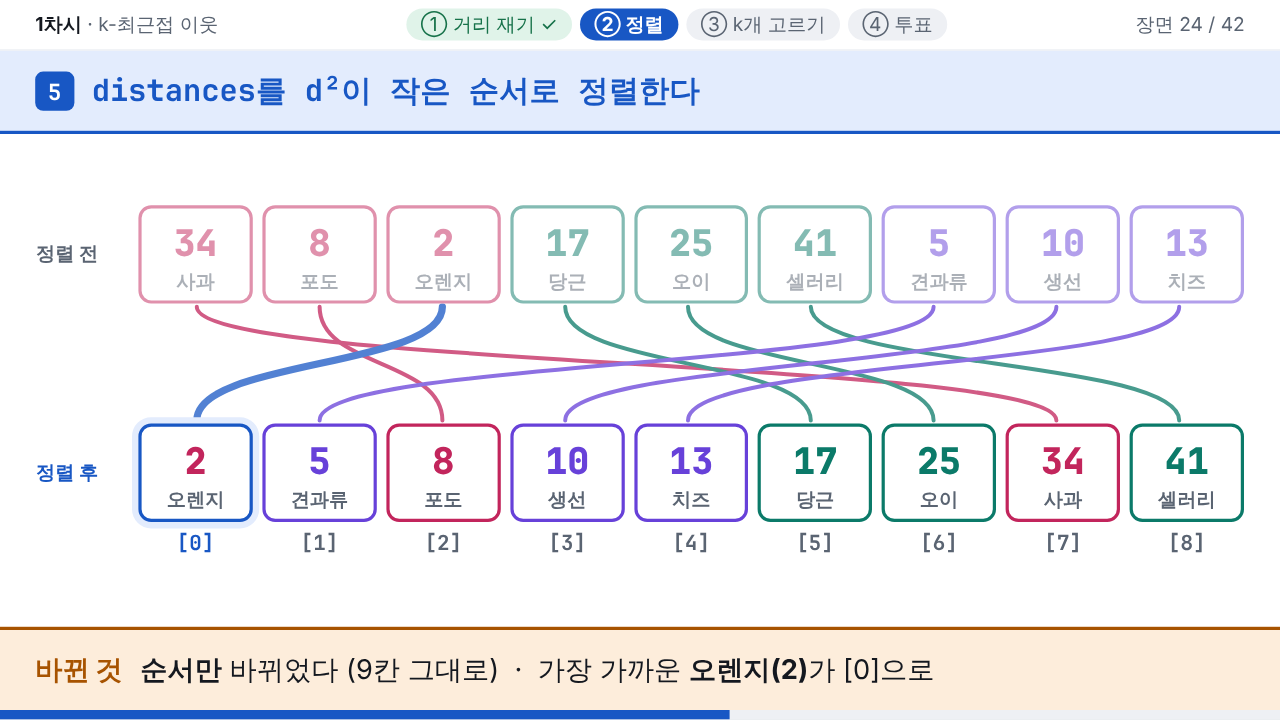 1차시 · k-최근접 이웃
① 거리 재기 ✓ ② 정렬 ③ k개 고르기 ④ 투표
장면 24 / 42
5 distances를 d²이 작은 순서로 정렬한다
정렬 전
34 8 2 17 25 41 5 10 13
사과 포도 오렌지 당근 오이 셀러리 견과류 생선 치즈
정렬 후
2 5 8 10 13 17 25 34 41
오렌지 견과류 포도 생선 치즈 당근 오이 사과 셀러리
[0] [1] [2] [3] [4] [5] [6] [7] [8]
바뀐 것 순서만 바뀌었다 (9칸 그대로) · 가장 가까운 오렌지(2)가 [0]으로